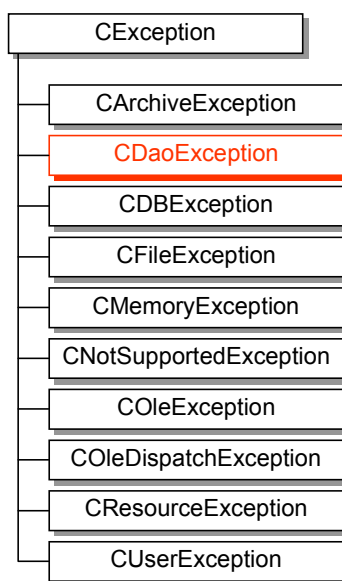 CException
CArchiveException
CDaoException
CDBException
CFileException
CMemoryException
CNotSupportedException
COleException
COleDispatchException
CResourceException
CUserException